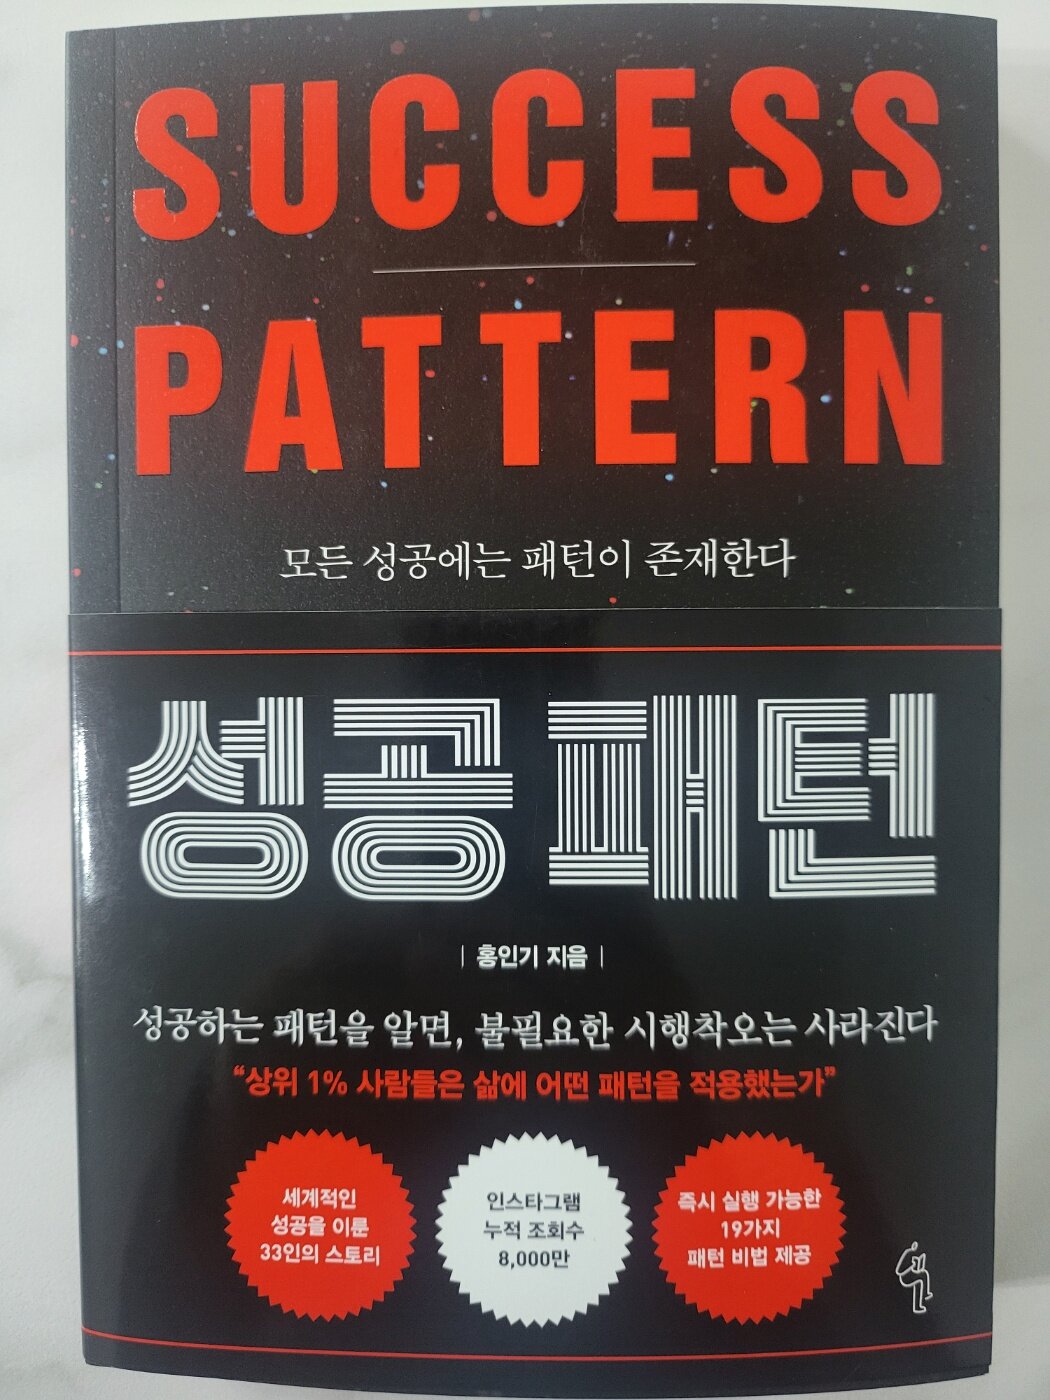 SUCCESS
PATTERN
모든 성공에는 패턴이 존재한다
성공 패턴
| 홍인기 지음 |
성공하는 패턴을 알면, 불필요한 시행착오는 사라진다
“상위 1% 사람들은 삶에 어떤 패턴을 적용했는가”
세계적인
성공을 이룬
33인의 스토리
인스타그램
누적 조회수
8,000만
즉시 실행 가능한
19가지
패턴 비법 제공